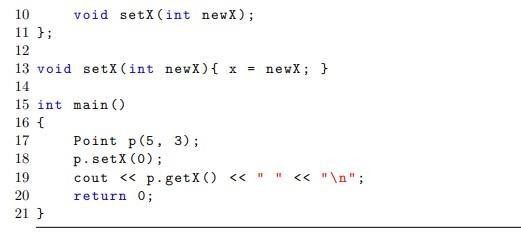 10     void setX(int newX);
11 };
12
13 void setX(int newX){ x = newX; }
14
15 int main()
16 {
17     Point p(5, 3);
18     p.setX(0);
19     cout << p.getX() << " " << "\n";
20     return 0;
21 }